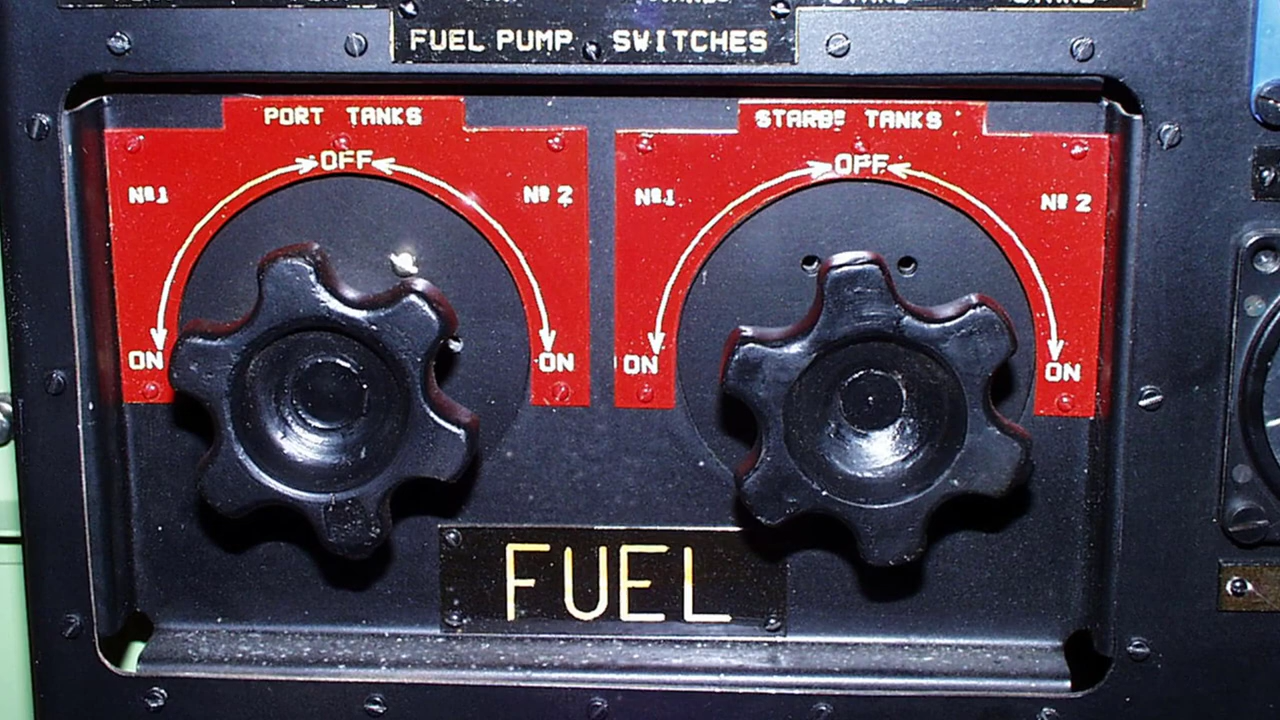 FUEL PUMP SWITCHES
PORT TANKS
OFF
Nº1
Nº 2
ON
ON
STARBD TANKS
OFF
Nº1
Nº 2
ON
ON
FUEL